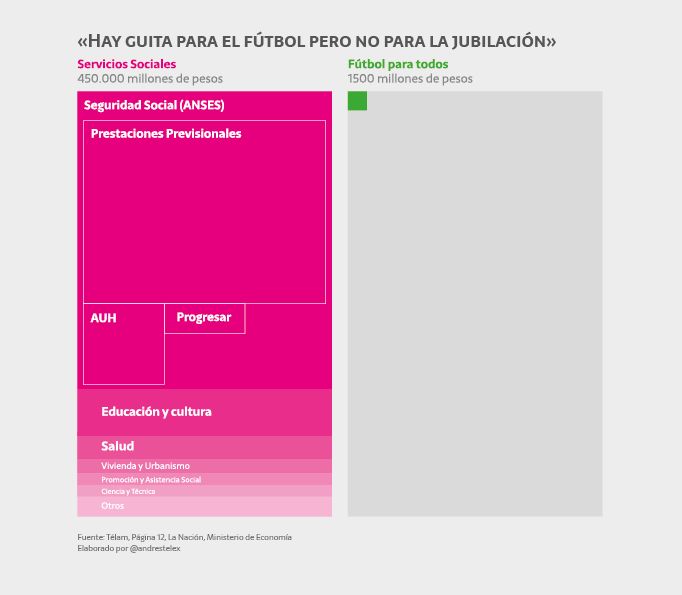 «HAY GUITA PARA EL FÚTBOL PERO NO PARA LA JUBILACIÓN»
Servicios Sociales
450.000 millones de pesos
Fútbol para todos
1500 millones de pesos
Seguridad Social (ANSES)
Prestaciones Previsionales
AUH
Progresar
Educación y cultura
Salud
Vivienda y Urbanismo
Promoción y Asistencia Social
Ciencia y Técnica
Otros
Fuente: Télam, Página 12, La Nación, Ministerio de Economía
Elaborado por @andrestelex